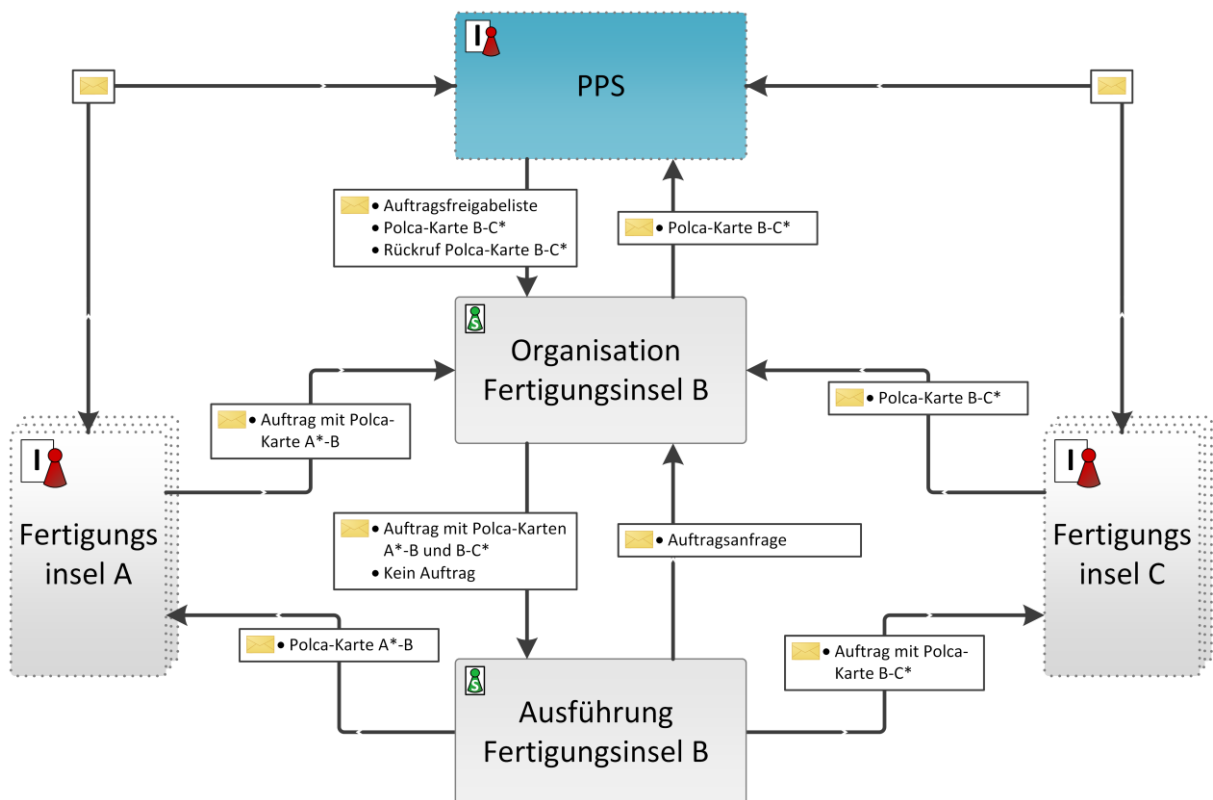 I
PPS
• Auftragsfreigabeliste
• Polca-Karte B-C*
• Rückruf Polca-Karte B-C*
• Polca-Karte B-C*
S
Organisation
Fertigungsinsel B
• Auftrag mit Polca-
Karte A*-B
• Polca-Karte B-C*
I
Fertigungs
insel A
I
Fertigungs
insel C
• Auftrag mit Polca-Karten
A*-B und B-C*
• Kein Auftrag
• Auftragsanfrage
• Polca-Karte A*-B
• Auftrag mit Polca-
Karte B-C*
S
Ausführung
Fertigungsinsel B